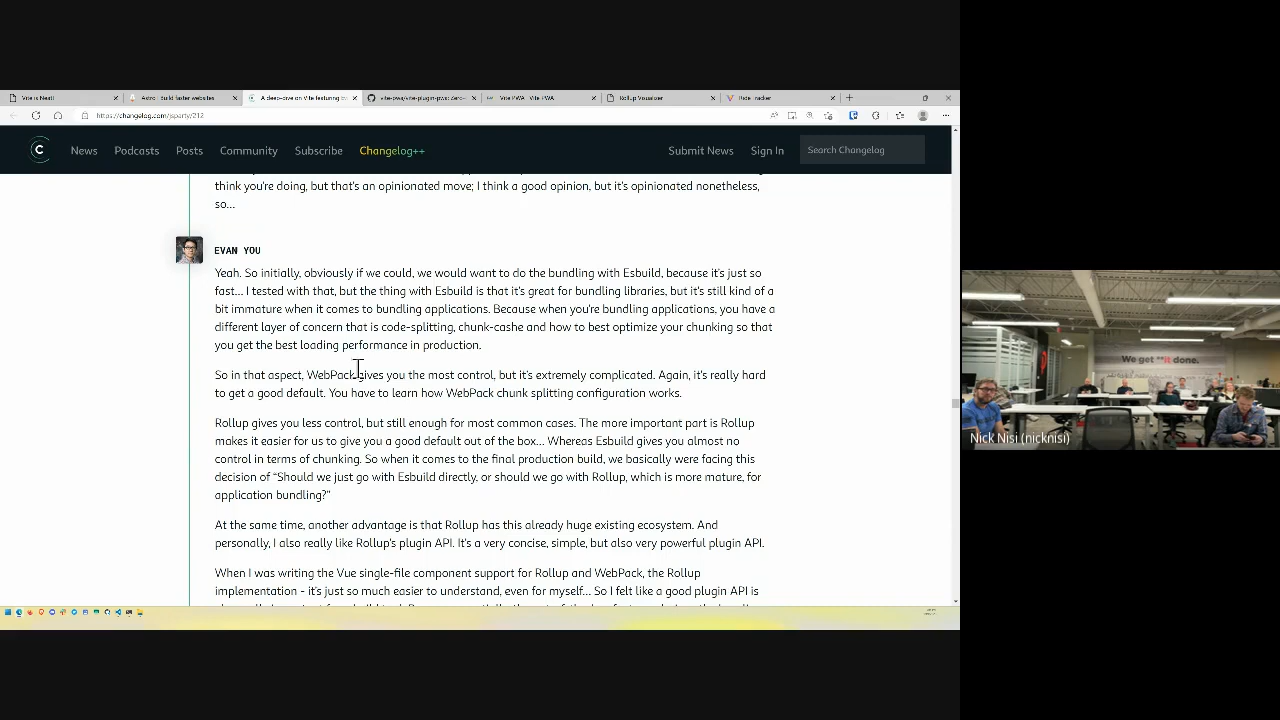 Vite is Neat!
Astro | Build faster websites
A deep-dive on Vite featuring Ev
vite-pwa/vite-plugin-pwa: Zero-
Vite PWA | Vite PWA
Rollup Visualizer
https://changelog.com/jsparty/212
News
Podcasts
Posts
Community
Subscribe
Changelog++
Submit News
Sign In
Search Changelog
think you're doing, but that's an opinionated move; I think a good opinion, but it's opinionated nonetheless,
so...
EVAN YOU
Yeah. So initially, obviously if we could, we would want to do the bundling with Esbuild, because it's just so
fast... I tested with that, but the thing with Esbuild is that it's great for bundling libraries, but it's still kind of a
bit immature when it comes to bundling applications. Because when you're bundling applications, you have a
different layer of concern that is code-splitting, chunk-cashe and how to best optimize your chunking so that
you get the best loading performance in production.
So in that aspect, WebPack gives you the most control, but it's extremely complicated. Again, it's really hard
to get a good default. You have to learn how WebPack chunk splitting configuration works.
Rollup gives you less control, but still enough for most common cases. The more important part is Rollup
makes it easier for us to give you a good default out of the box... Whereas Esbuild gives you almost no
control in terms of chunking. So when it comes to the final production build, we basically were facing this
decision of "Should we just go with Esbuild directly, or should we go with Rollup, which is more mature, for
application bundling?"
At the same time, another advantage is that Rollup has this already huge existing ecosystem. And
personally, I also really like Rollup's plugin API. It's a very concise, simple, but also very powerful plugin API.
When I was writing the Vue single-file component support for Rollup and WebPack, the Rollup
implementation - it's just so much easier to understand, even for myself... So I felt like a good plugin API is
We get **it done.
Nick Nisi (nicknisi)